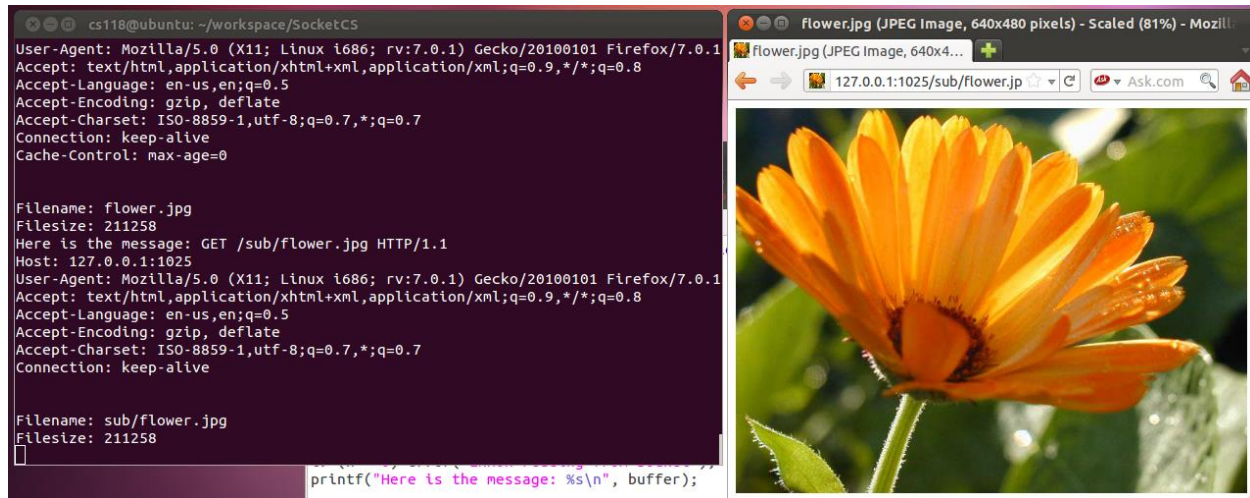 cs118@ubuntu: ~/workspace/SocketCS
User-Agent: Mozilla/5.0 (X11; Linux i686; rv:7.0.1) Gecko/20100101 Firefox/7.0.1
Accept: text/html,application/xhtml+xml,application/xml;q=0.9,*/*;q=0.8
Accept-Language: en-us,en;q=0.5
Accept-Encoding: gzip, deflate
Accept-Charset: ISO-8859-1,utf-8;q=0.7,*;q=0.7
Connection: keep-alive
Cache-Control: max-age=0
Filename: flower.jpg
Filesize: 211258
Here is the message: GET /sub/flower.jpg HTTP/1.1
Host: 127.0.0.1:1025
User-Agent: Mozilla/5.0 (X11; Linux i686; rv:7.0.1) Gecko/20100101 Firefox/7.0.1
Accept: text/html,application/xhtml+xml,application/xml;q=0.9,*/*;q=0.8
Accept-Language: en-us,en;q=0.5
Accept-Encoding: gzip, deflate
Accept-Charset: ISO-8859-1,utf-8;q=0.7,*;q=0.7
Connection: keep-alive
Filename: sub/flower.jpg
Filesize: 211258
printf("Here is the message: %s\n", buffer);
flower.jpg (JPEG Image, 640x480 pixels) - Scaled (81%) - Mozill
flower.jpg (JPEG Image, 640x4...
127.0.0.1:1025/sub/flower.jp
Ask.com